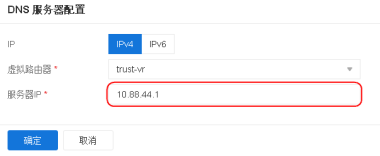 DNS 服务器配置
IP IPv4 IPv6
虚拟路由器 * trust-vr
服务器IP * 10.88.44.1
确定 取消